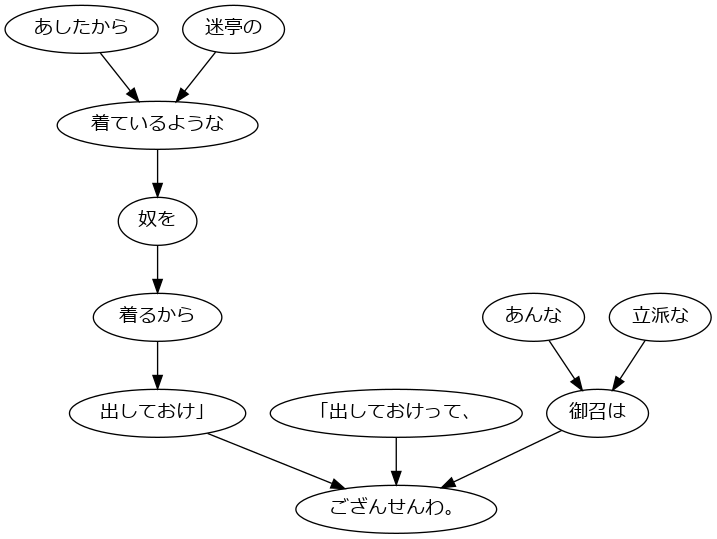 あしたから
迷亭の
着ているような
奴を
着るから
あんな
立派な
出しておけ」
「出しておけって、
御召は
ござんせんわ。